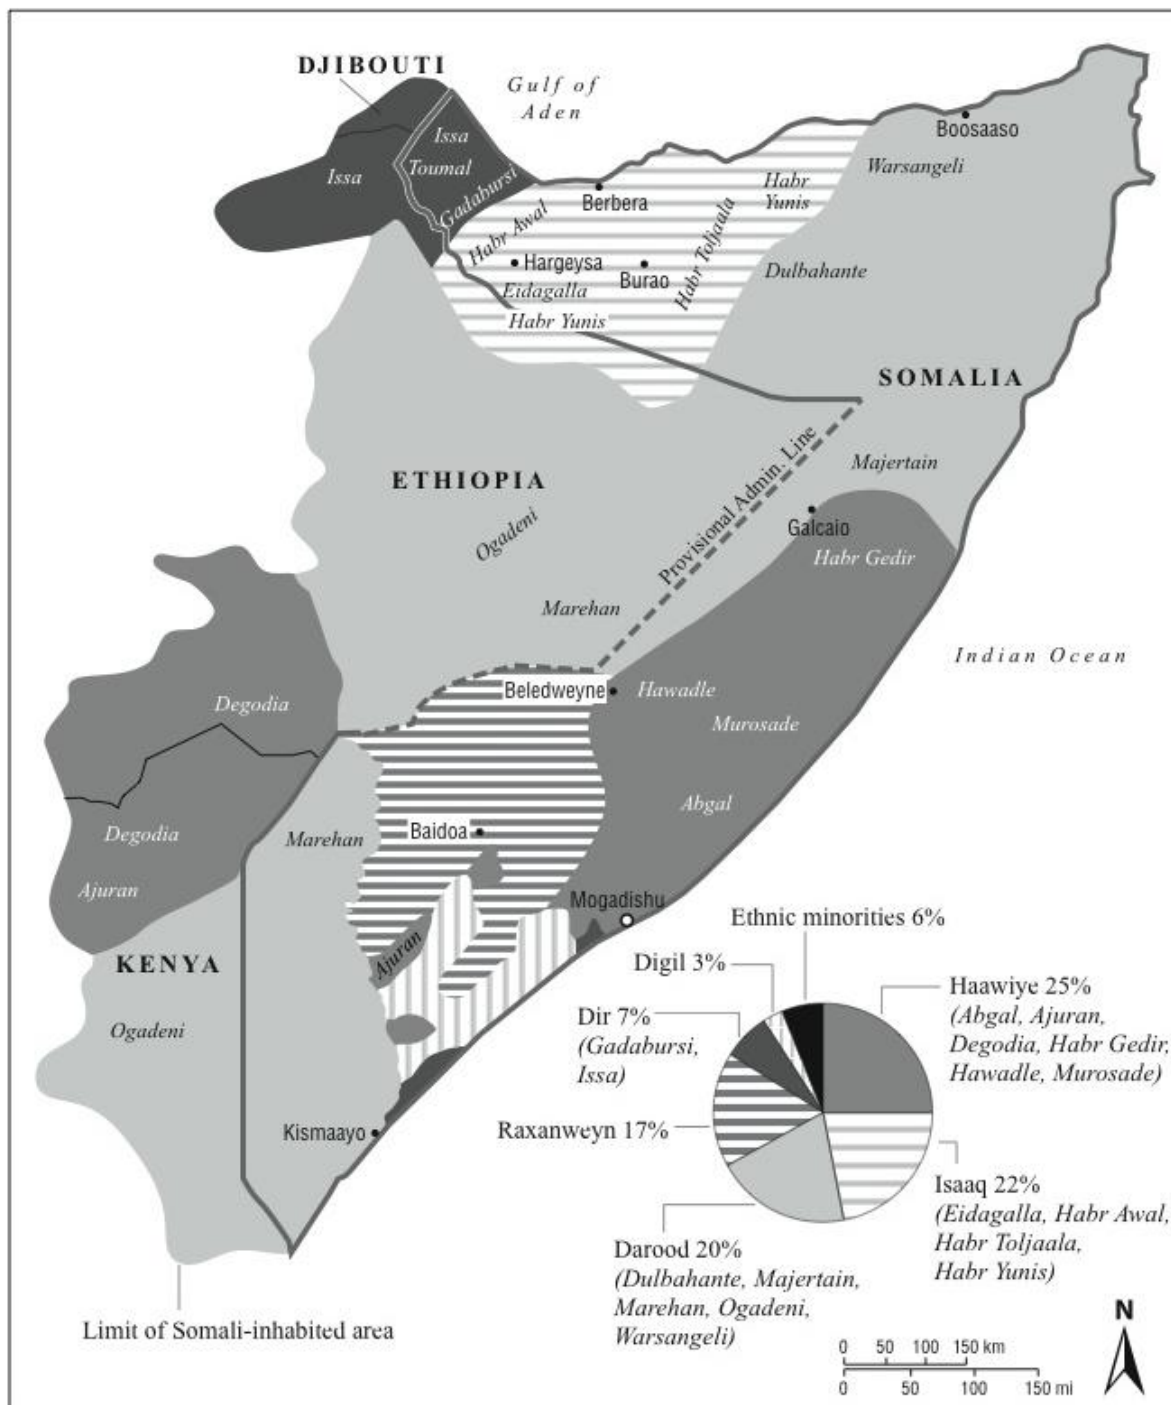 DJIBOUTI
Gulf of
Aden
Boosaaso
Issa
Issa
Toumal
Gadabursi
Warsangeli
Habr
Yunis
Berbera
Habr Awal
Habr Toljaala
Hargeysa
Burao
Eidagalla
Dulbahante
Habr Yunis
SOMALIA
ETHIOPIA
Majertain
Provisional Admin. Line
Ogadeni
Galcaio
Habr Gedir
Marehan
Indian Ocean
Beledweyne
Hawadle
Degodia
Murosade
Abgal
Degodia
Marehan
Baidoa
Ajuran
Mogadishu
Ajuran
KENYA
Ogadeni
Kismaayo
Ethnic minorities 6%
Digil 3%
Haawiye 25%
(Abgal, Ajuran,
Degodia, Habr Gedir,
Hawadle, Murosade)
Dir 7%
(Gadabursi,
Issa)
Raxanweyn 17%
Isaaq 22%
(Eidagalla, Habr Awal,
Habr Toljaala,
Habr Yunis)
Darood 20%
(Dulbahante, Majertain,
Marehan, Ogadeni,
Warsangeli)
Limit of Somali-inhabited area
N
0 50 100 150 km
0 50 100 150 mi